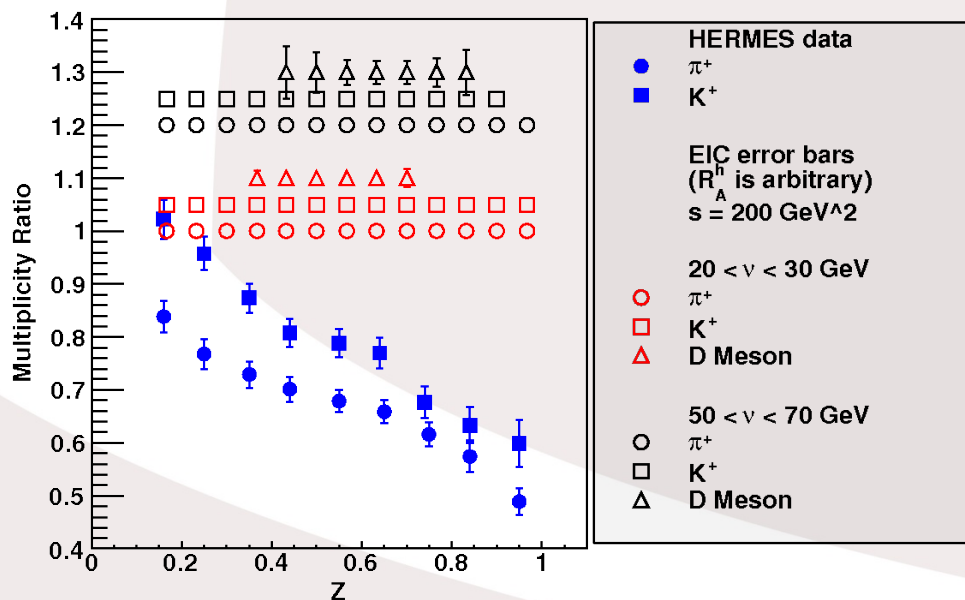 1.4
1.3
1.2
1.1
1
0.9
0.8
0.7
0.6
0.5
0.4
Multiplicity Ratio
0
0.2
0.4
0.6
0.8
1
Z
HERMES data
π+
K+
EIC error bars
(R^h_A is arbitrary)
s = 200 GeV^2
20 < ν < 30 GeV
π+
K+
D Meson
50 < ν < 70 GeV
π+
K+
D Meson